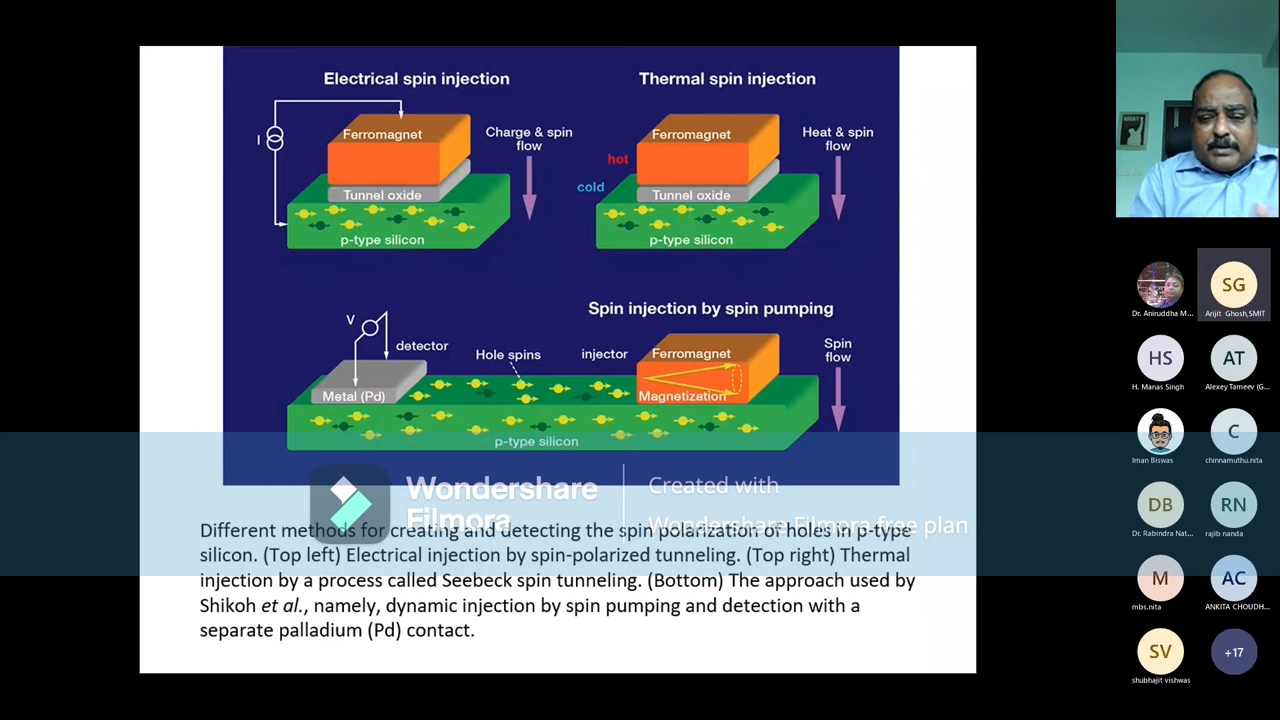 Electrical spin injection
Thermal spin injection
I
Ferromagnet
Charge & spin
flow
Tunnel oxide
p-type silicon
hot
cold
Ferromagnet
Heat & spin
flow
Tunnel oxide
p-type silicon
Spin injection by spin pumping
V
detector
Hole spins
injector
Ferromagnet
Spin
flow
Metal (Pd)
Magnetization
p-type silicon
Wondershare
Filmora
Created with
Wondershare Filmora free plan
Different methods for creating and detecting the spin polarization of holes in p-type
silicon. (Top left) Electrical injection by spin-polarized tunneling. (Top right) Thermal
injection by a process called Seebeck spin tunneling. (Bottom) The approach used by
Shikoh et al., namely, dynamic injection by spin pumping and detection with a
separate palladium (Pd) contact.
Dr. Aniruddha M...
SG
Arijit Ghosh,SMIT
HS
H. Manas Singh
AT
Alexey Tameev (G...
Iman Biswas
C
chinnamuthu.nita
DB
Dr. Rabindra Nat...
RN
rajib nanda
M
mbs.nita
AC
ANKITA CHOUDH...
SV
shubhajit vishwas
+17